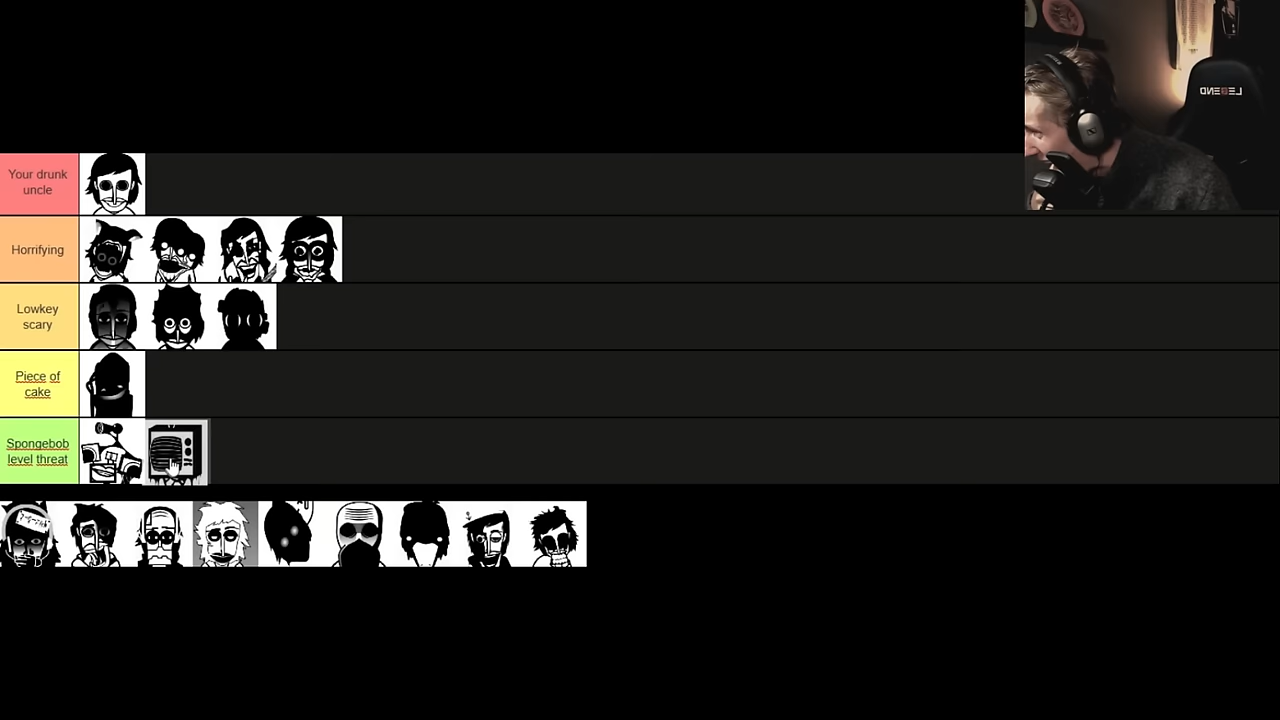 LEGEND
Your drunk
uncle
Horrifying
Lowkey
scary
Piece of
cake
Spongebob
level threat